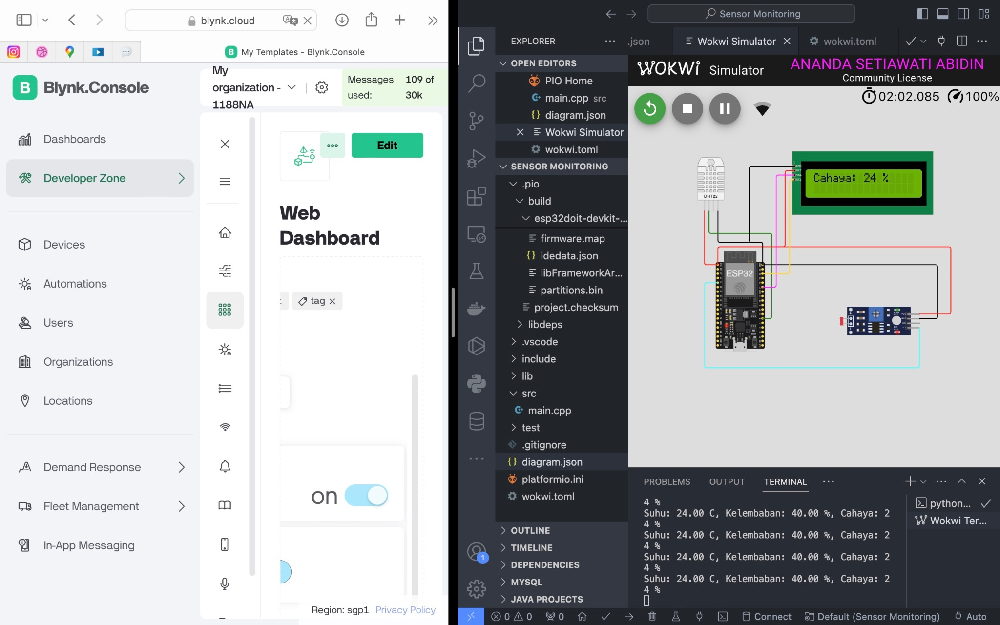 blynk.cloud
My Templates - Blynk.Console
B Blynk.Console
My
organization -
1188NA
Messages
used:
109 of
30k
Dashboards
Developer Zone
Devices
Automations
Users
Organizations
Locations
Demand Response
Fleet Management
In-App Messaging
Edit
Web
Dashboard
tag
on
Region: sgp1 Privacy Policy
Sensor Monitoring
EXPLORER
.json
Wokwi Simulator
wokwi.toml
OPEN EDITORS
PIO Home
main.cpp src
diagram.json
Wokwi Simulator
wokwi.toml
SENSOR MONITORING
.pio
build
esp32doit-devkit-...
firmware.map
idedata.json
libFrameworkAr...
partitions.bin
project.checksum
libdeps
.vscode
include
lib
src
main.cpp
test
.gitignore
diagram.json
platformio.ini
wokwi.toml
OUTLINE
TIMELINE
DEPENDENCIES
MYSQL
JAVA PROJECTS
1
WOKWI Simulator
ANANDA SETIAWATI ABIDIN
Community License
02:02.085 100%
DHT22
Cahaya: 24 %
ESP32
PROBLEMS OUTPUT TERMINAL
4 %
Suhu: 24.00 C, Kelembaban: 40.00 %, Cahaya: 2
4 %
Suhu: 24.00 C, Kelembaban: 40.00 %, Cahaya: 2
4 %
Suhu: 24.00 C, Kelembaban: 40.00 %, Cahaya: 2
4 %
Suhu: 24.00 C, Kelembaban: 40.00 %, Cahaya: 2
4 %
python...
Wokwi Ter...
0 0 0 Connect Default (Sensor Monitoring) Auto